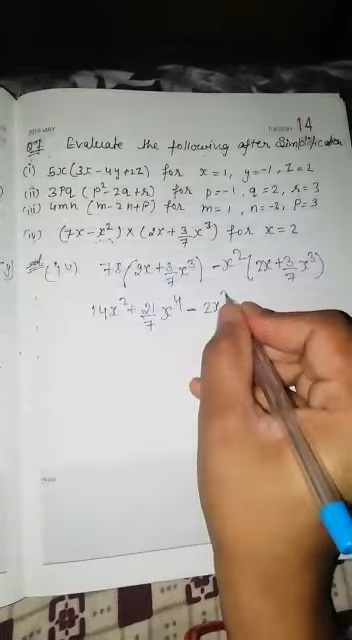 2019 MAY TUESDAY 14
Q7 Evaluate the following after Simplification
(i) 5x(3x-4y+2z) for x=1, y=-1, z=2
(ii) 3pq (p²-2q+r) for p=-1, q=2, r=3
(iii) 4mn (m-2n+p) for m=1, n=-2, p=3
(iv) (7x-x²)×(2x+3/7 x³) for x=2
Sol (iv) 7x(2x+3/7 x³) -x²(2x+3/7 x³)
14x²+21/7 x⁴-2x